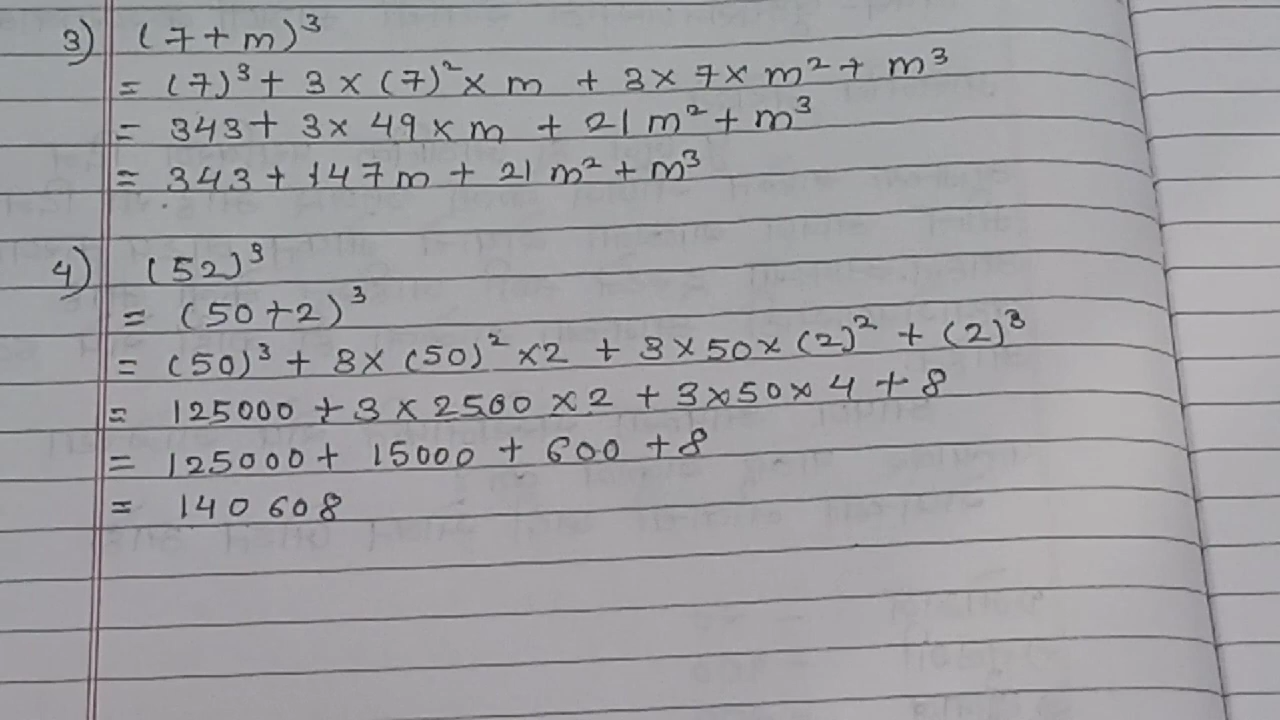 3) (7 + m)³
= (7)³ + 3 × (7)² × m + 3 × 7 × m² + m³
= 343 + 3 × 49 × m + 21 m² + m³
= 343 + 147 m + 21 m² + m³
4) (52)³
= (50 + 2)³
= (50)³ + 3 × (50)² × 2 + 3 × 50 × (2)² + (2)³
= 125000 + 3 × 2500 × 2 + 3 × 50 × 4 + 8
= 125000 + 15000 + 600 + 8
= 140608